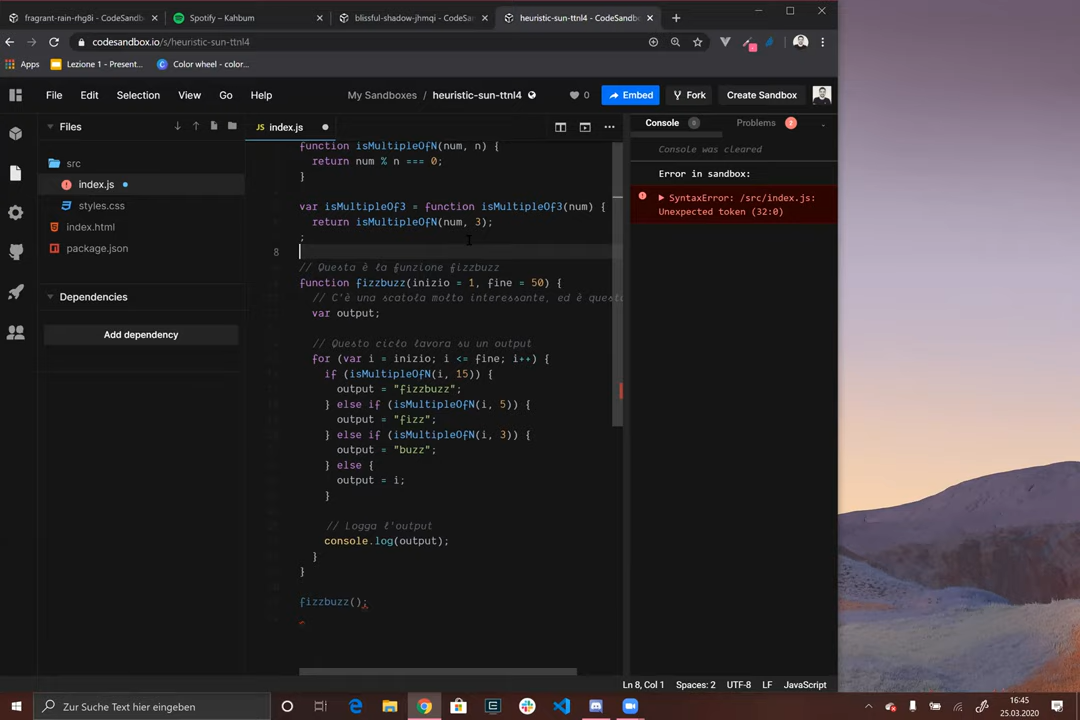 fragrant-rain-rhg8i - CodeSandb
Spotify – Kahbum
blissful-shadow-jhmqi - CodeSan
heuristic-sun-ttnl4 - CodeSandb
codesandbox.io/s/heuristic-sun-ttnl4
Apps
Lezione 1 - Present...
Color wheel - color...
File Edit Selection View Go Help
My Sandboxes / heuristic-sun-ttnl4
0
Embed
Fork
Create Sandbox
Files
src
index.js
styles.css
index.html
package.json
Dependencies
Add dependency
JS index.js
function isMultipleOfN(num, n) {
return num % n === 0;
}
var isMultipleOf3 = function isMultipleOf3(num) {
return isMultipleOfN(num, 3);
;
8
// Questa è la funzione fizzbuzz
function fizzbuzz(inizio = 1, fine = 50) {
// C'è una scatola molto interessante, ed è questa
var output;
// Questo ciclo lavora su un output
for (var i = inizio; i <= fine; i++) {
if (isMultipleOfN(i, 15)) {
output = "fizzbuzz";
} else if (isMultipleOfN(i, 5)) {
output = "fizz";
} else if (isMultipleOfN(i, 3)) {
output = "buzz";
} else {
output = i;
}
// Logga l'output
console.log(output);
}
}
fizzbuzz();
Console
Problems 2
Console was cleared
Error in sandbox:
SyntaxError: /src/index.js:
Unexpected token (32:0)
Ln 8, Col 1 Spaces: 2 UTF-8 LF JavaScript
Zur Suche Text hier eingeben
16:45
25.03.2020